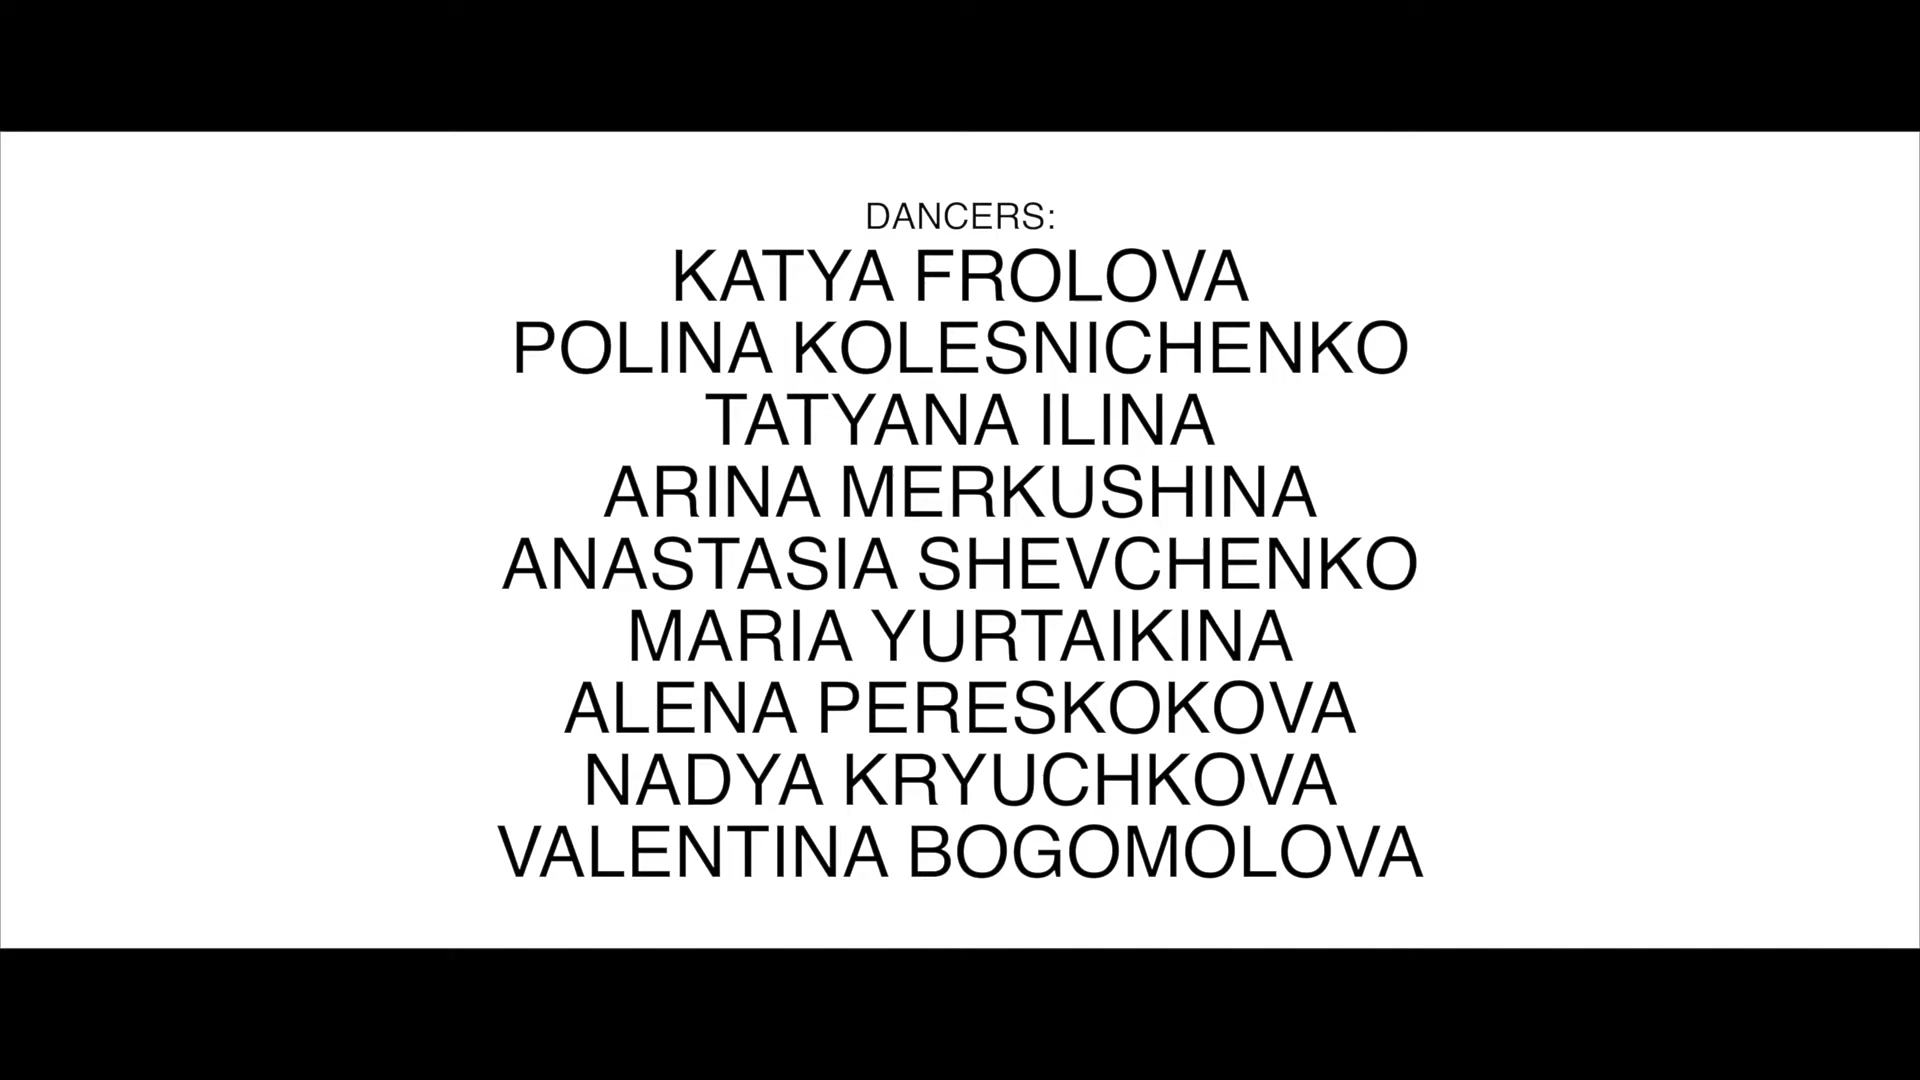 DANCERS:
KATYA FROLOVA
POLINA KOLESNICHENKO
TATYANA ILINA
ARINA MERKUSHINA
ANASTASIA SHEVCHENKO
MARIA YURTAIKINA
ALENA PERESKOKOVA
NADYA KRYUCHKOVA
VALENTINA BOGOMOLOVA